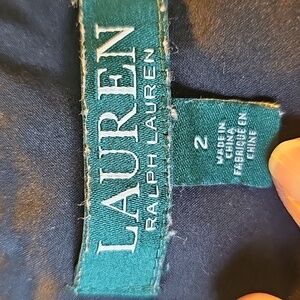 LAUREN
RALPH LAUREN
2
MADE IN
CHINA
FABRIQUÉ EN
CHINE